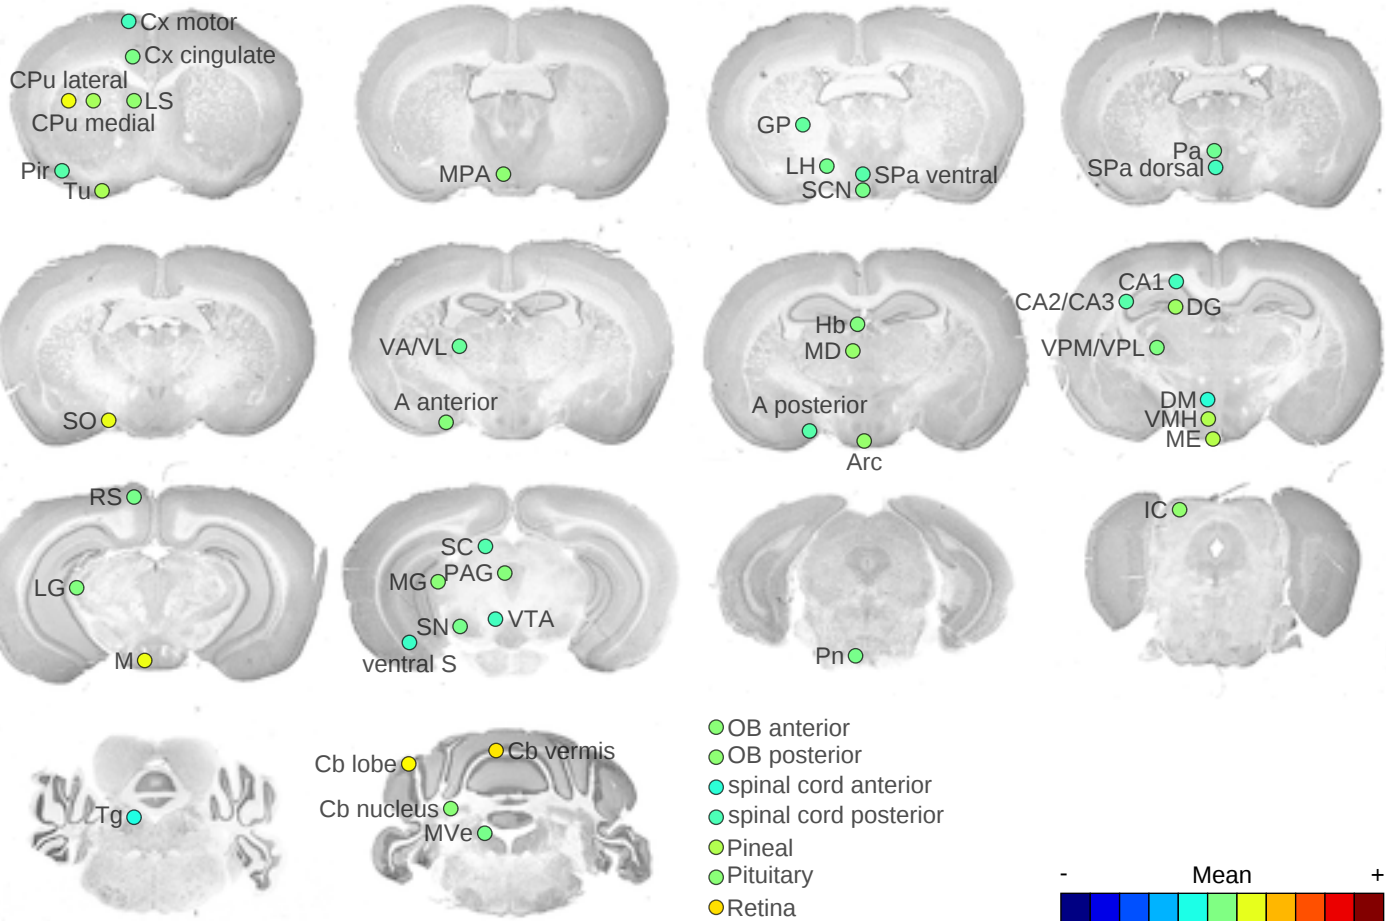 Cx motor
Cx cingulate
CPu lateral
LS
CPu medial
Pir
Tu
MPA
GP
LH
SPa ventral
SCN
Pa
SPa dorsal
SO
VA/VL
A anterior
Hb
MD
A posterior
Arc
CA1
CA2/CA3
DG
VPM/VPL
DM
VMH
ME
RS
LG
M
SC
MG
PAG
SN
VTA
ventral S
Pn
IC
Tg
Cb lobe
Cb vermis
Cb nucleus
MVe
OB anterior
OB posterior
spinal cord anterior
spinal cord posterior
Pineal
Pituitary
Retina
- Mean +